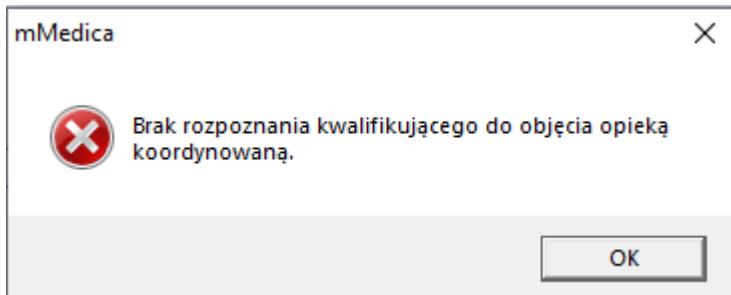 mMedica
Brak rozpoznania kwalifikującego do objęcia opieką
koordynowaną.
OK